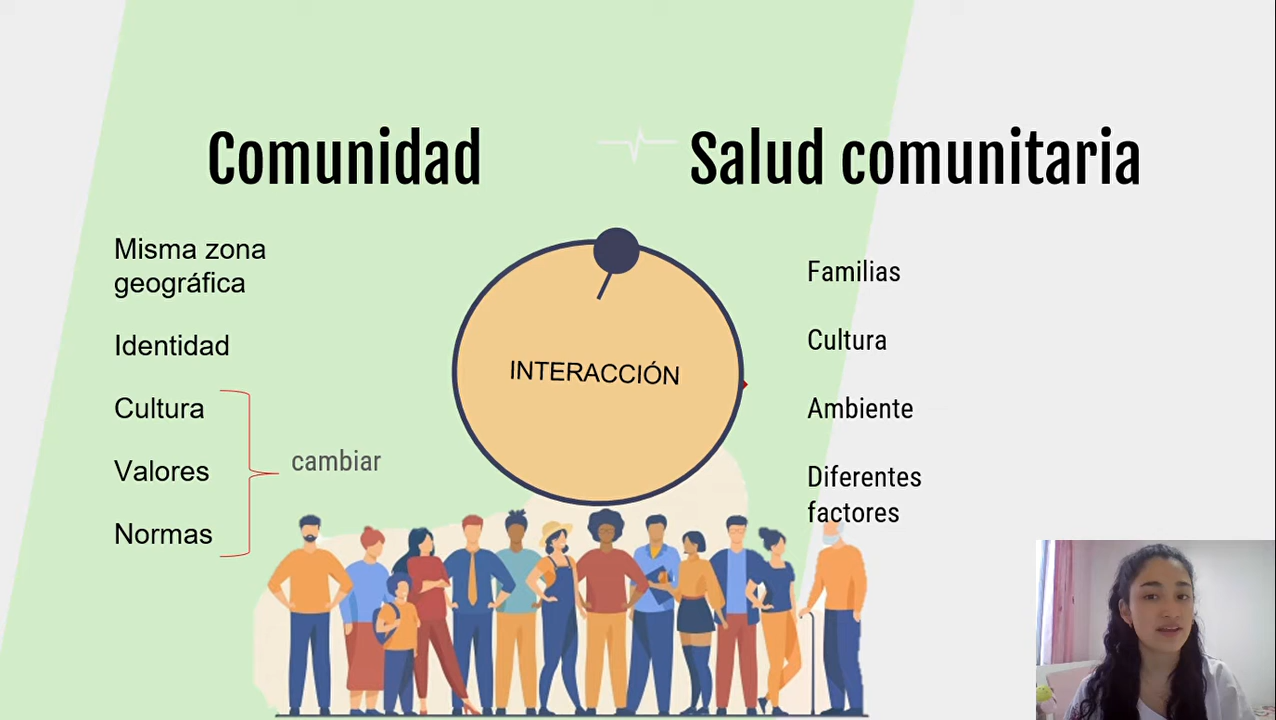 Comunidad
Salud comunitaria
Misma zona
geográfica
Identidad
Cultura
Valores
Normas
cambiar
INTERACCIÓN
Familias
Cultura
Ambiente
Diferentes
factores